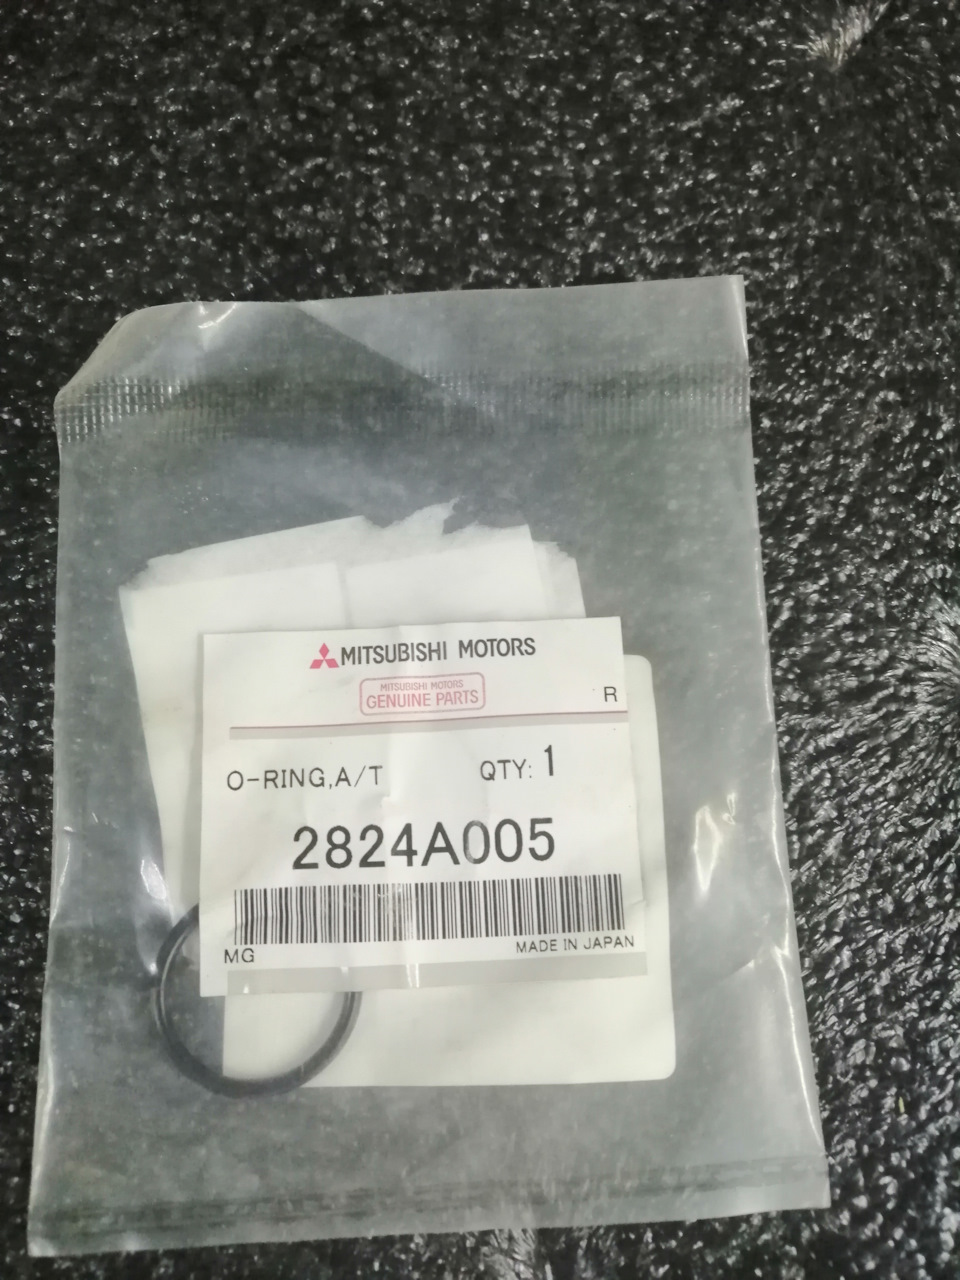 MITSUBISHI MOTORS
MITSUBISHI MOTORS
GENUINE PARTS
R
O-RING,A/T QTY: 1
2824A005
MG MADE IN JAPAN